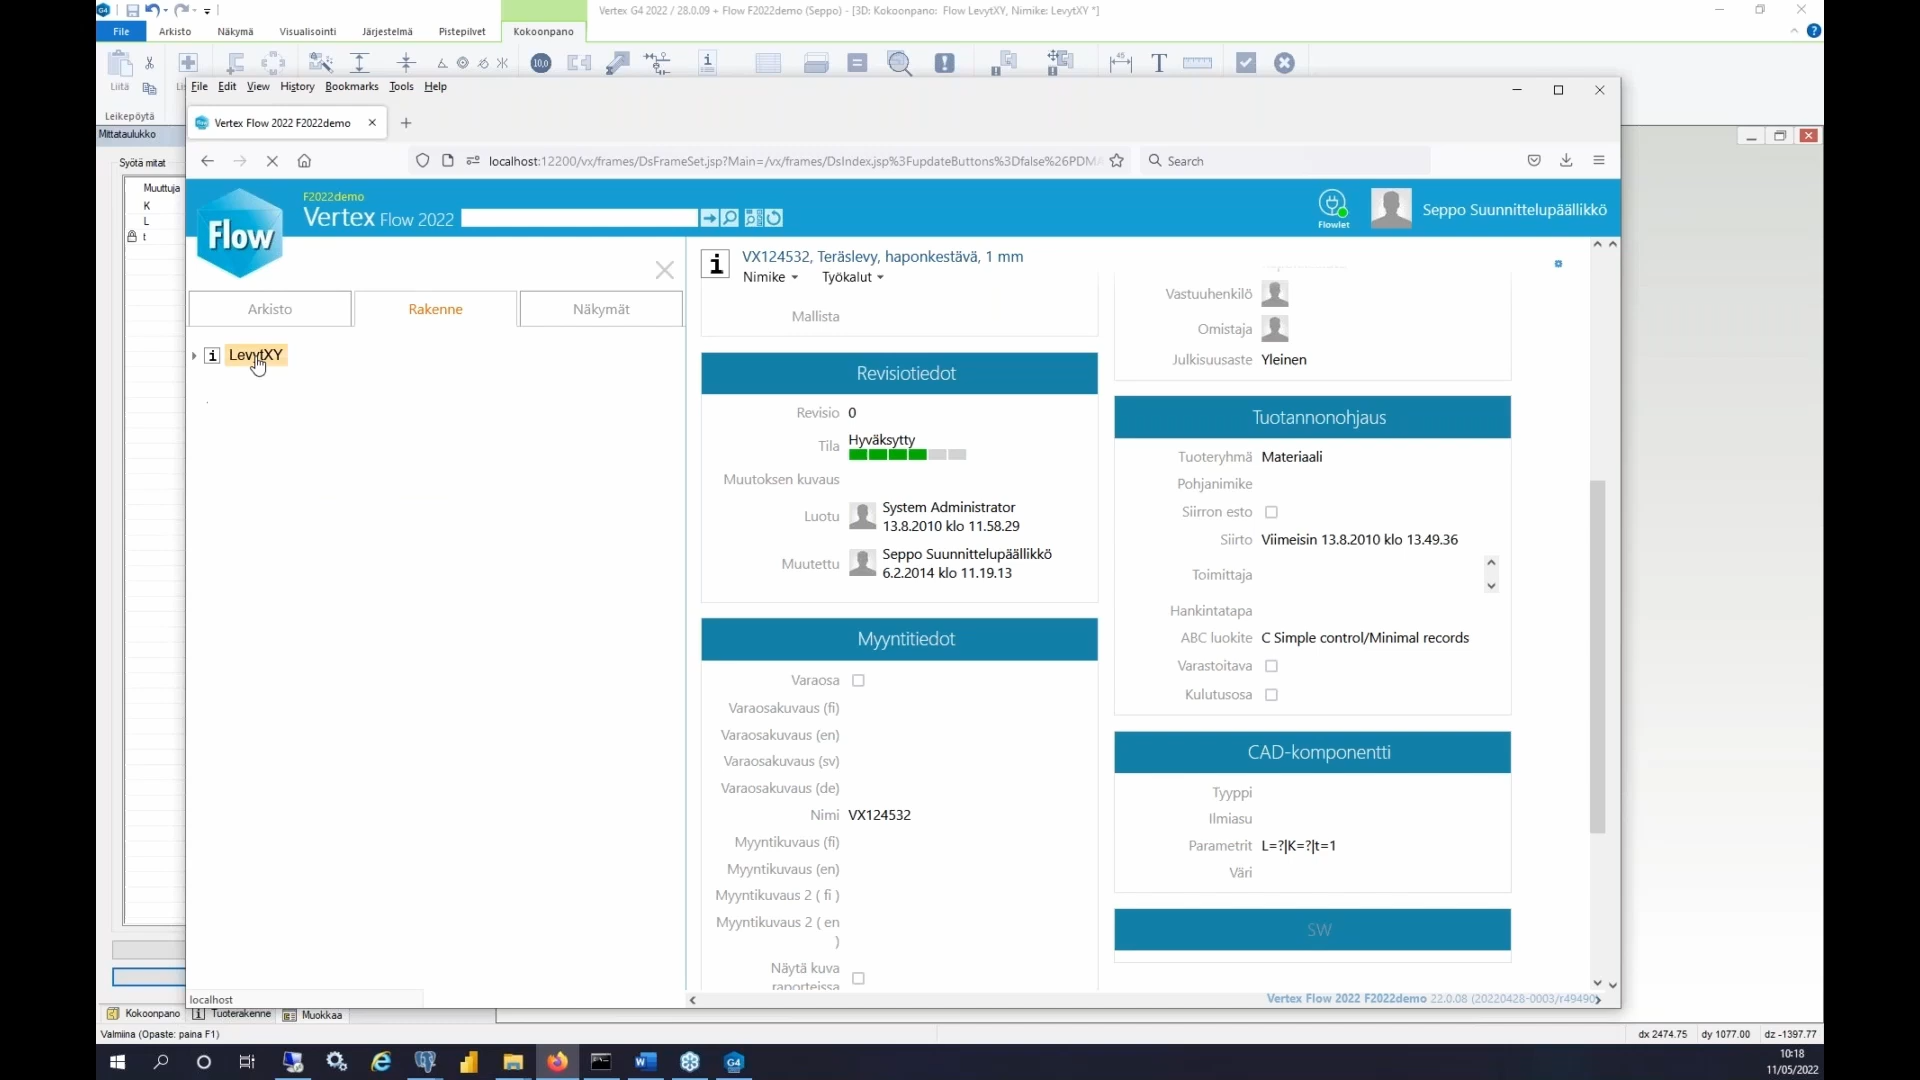 Vertex G4 2022 / 28.0.09 + Flow F2022demo (Seppo) - [3D: Kokoonpano: Flow LevytXY, Nimike: LevytXY *]
File Arkisto Näkymä Visualisointi Järjestelmä Pistepilvet Kokoonpano
Liitä
Leikepöytä
Mittataulukko
Syötä mitat
Muuttuja
K
L
t
File Edit View History Bookmarks Tools Help
Vertex Flow 2022 F2022demo
localhost:12200/vx/frames/DsFrameSet.jsp?Main=/vx/frames/DsIndex.jsp%3FupdateButtons%3Dfalse%26PDMA
Search
F2022demo
Vertex Flow 2022
Flow
Flowlet
Seppo Suunnittelupäällikkö
Arkisto Rakenne Näkymät
LevytXY
VX124532, Teräslevy, haponkestävä, 1 mm
Nimike Työkalut
Mallista
Revisiotiedot
Revisio 0
Tila Hyväksytty
Muutoksen kuvaus
Luotu System Administrator
13.8.2010 klo 11.58.29
Muutettu Seppo Suunnittelupäällikkö
6.2.2014 klo 11.19.13
Myyntitiedot
Varaosa
Varaosakuvaus (fi)
Varaosakuvaus (en)
Varaosakuvaus (sv)
Varaosakuvaus (de)
Nimi VX124532
Myyntikuvaus (fi)
Myyntikuvaus (en)
Myyntikuvaus 2 ( fi )
Myyntikuvaus 2 ( en
)
Näytä kuva
raporteissa
Vastuuhenkilö
Omistaja
Julkisuusaste Yleinen
Tuotannonohjaus
Tuoteryhmä Materiaali
Pohjanimike
Siirron esto
Siirto Viimeisin 13.8.2010 klo 13.49.36
Toimittaja
Hankintatapa
ABC luokite C Simple control/Minimal records
Varastoitava
Kulutusosa
CAD-komponentti
Tyyppi
Ilmiasu
Parametrit L=?|K=?|t=1
Väri
SW
localhost
Vertex Flow 2022 F2022demo 22.0.08 (20220428-0003/r49490
Kokoonpano Tuoterakenne Muokkaa
Valmiina (Opaste: paina F1)
dx 2474.75 dy 1077.00 dz -1397.77
10:18
11/05/2022